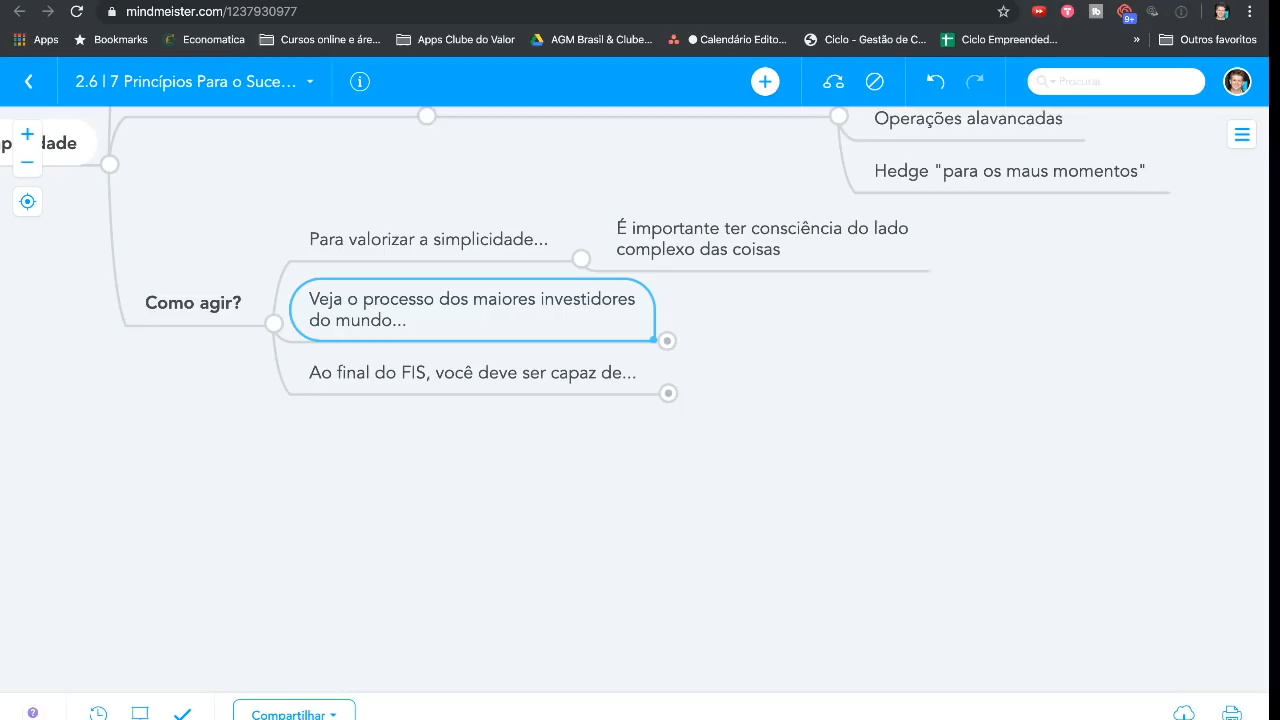 mindmeister.com/1237930977
Apps
Bookmarks
Economatica
Cursos online e áre...
Apps Clube do Valor
AGM Brasil & Clube...
Calendário Edito...
Ciclo - Gestão de C...
Ciclo Empreended...
»
Outros favoritos
9+
2.6 | 7 Princípios Para o Suce...
Procurar
dade
Operações alavancadas
Hedge "para os maus momentos"
Para valorizar a simplicidade...
É importante ter consciência do lado
complexo das coisas
Como agir?
Veja o processo dos maiores investidores
do mundo...
Ao final do FIS, você deve ser capaz de...
Compartilhar